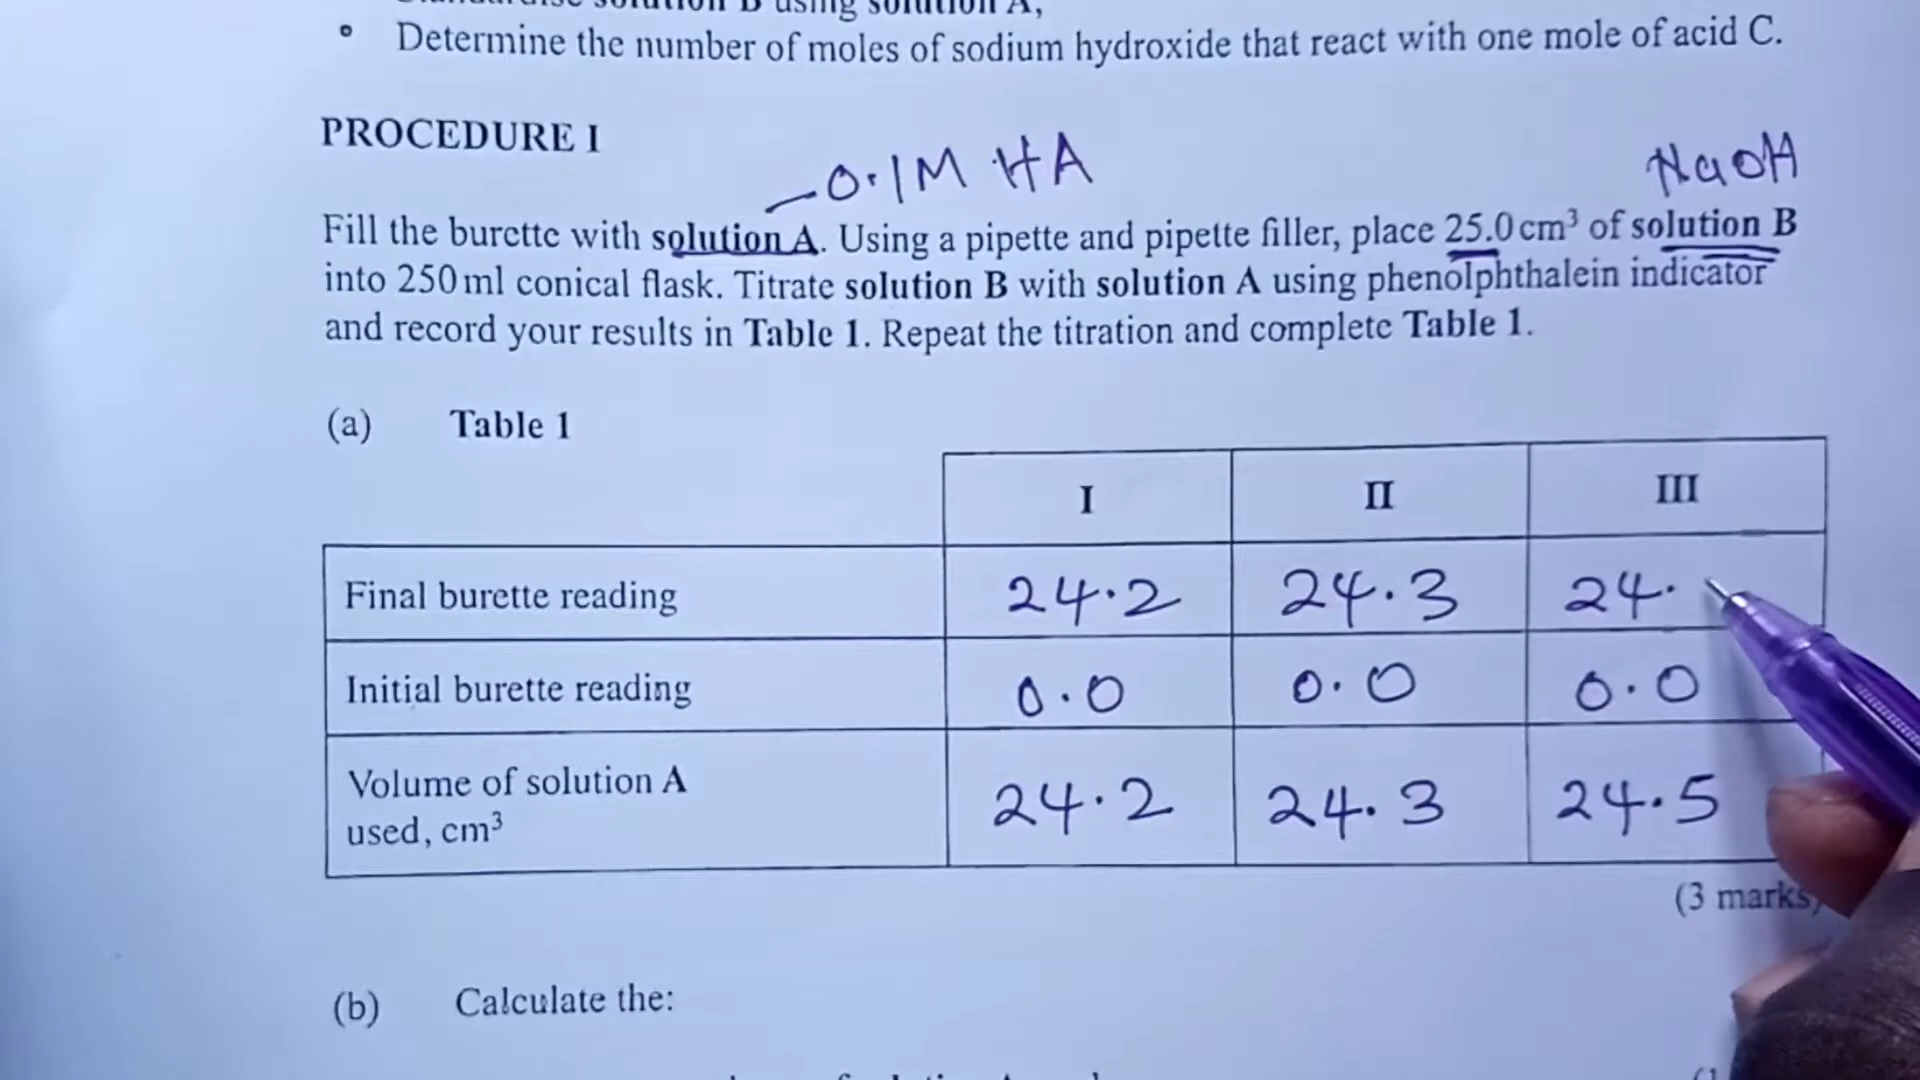 solution B using solution A,
° Determine the number of moles of sodium hydroxide that react with one mole of acid C.
PROCEDURE I
-0.1M HA
NaOH
Fill the burette with solution A. Using a pipette and pipette filler, place 25.0 cm³ of solution B
into 250 ml conical flask. Titrate solution B with solution A using phenolphthalein indicator
and record your results in Table 1. Repeat the titration and complete Table 1.
(a) Table 1
I II III
Final burette reading 24.2 24.3 24.
Initial burette reading 0.0 0.0 0.0
Volume of solution A
used, cm³ 24.2 24.3 24.5
(3 marks)
(b) Calculate the: